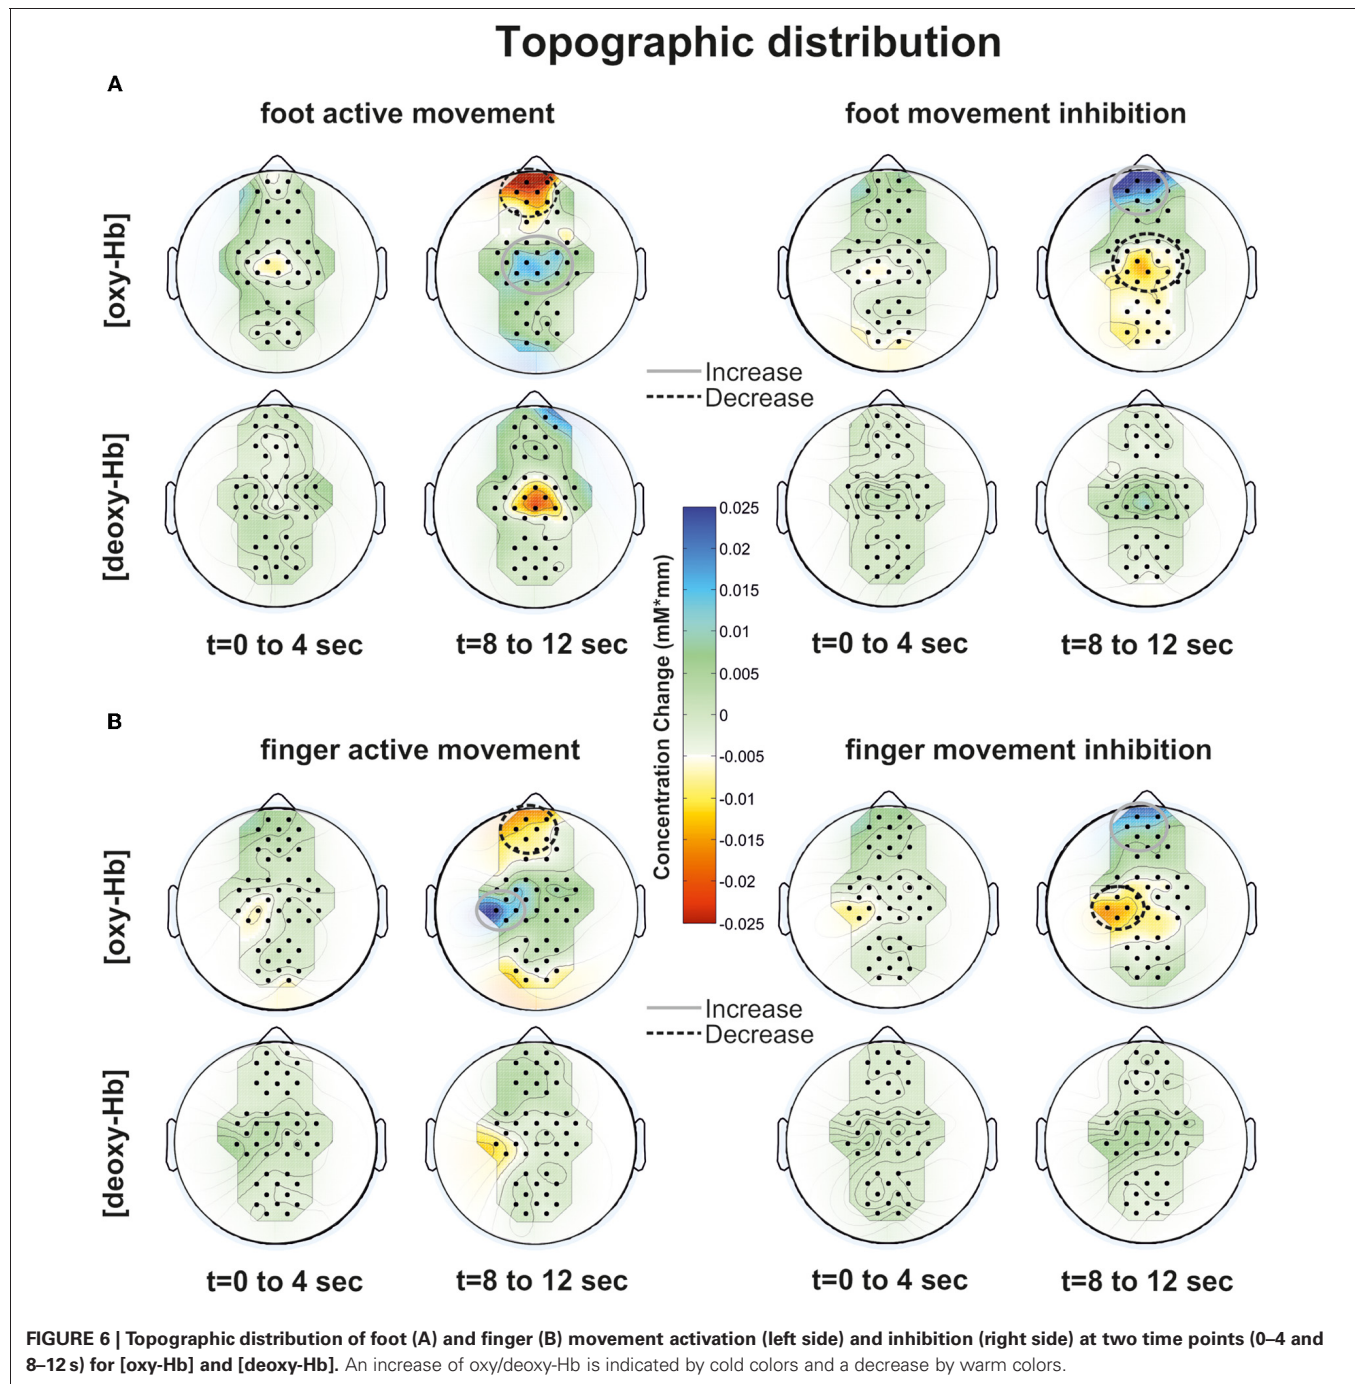 Topographic distribution
A
foot active movement
foot movement inhibition
[oxy-Hb]
Increase
Decrease
[deoxy-Hb]
t=0 to 4 sec
t=8 to 12 sec
t=0 to 4 sec
t=8 to 12 sec
Concentration Change (mM*mm)
0.025
0.02
0.015
0.01
0.005
0
-0.005
-0.01
-0.015
-0.02
-0.025
B
finger active movement
finger movement inhibition
[oxy-Hb]
Increase
Decrease
[deoxy-Hb]
t=0 to 4 sec
t=8 to 12 sec
t=0 to 4 sec
t=8 to 12 sec
FIGURE 6 | Topographic distribution of foot (A) and finger (B) movement activation (left side) and inhibition (right side) at two time points (0–4 and
8–12 s) for [oxy-Hb] and [deoxy-Hb]. An increase of oxy/deoxy-Hb is indicated by cold colors and a decrease by warm colors.